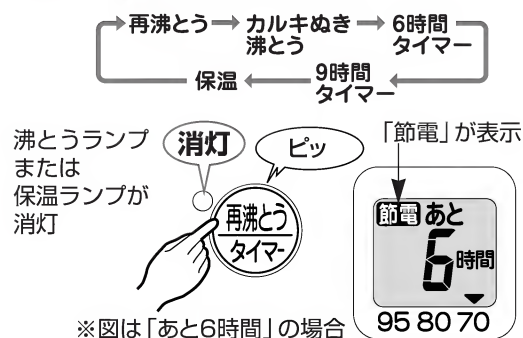 再沸とう → カルキぬき沸とう → 6時間タイマー
保温 ← 9時間タイマー
沸とうランプ
または
保温ランプが
消灯
消灯
ピッ
「節電」が表示
再沸とう
タイマー
節電 あと
6時間
95 80 70
※図は「あと6時間」の場合